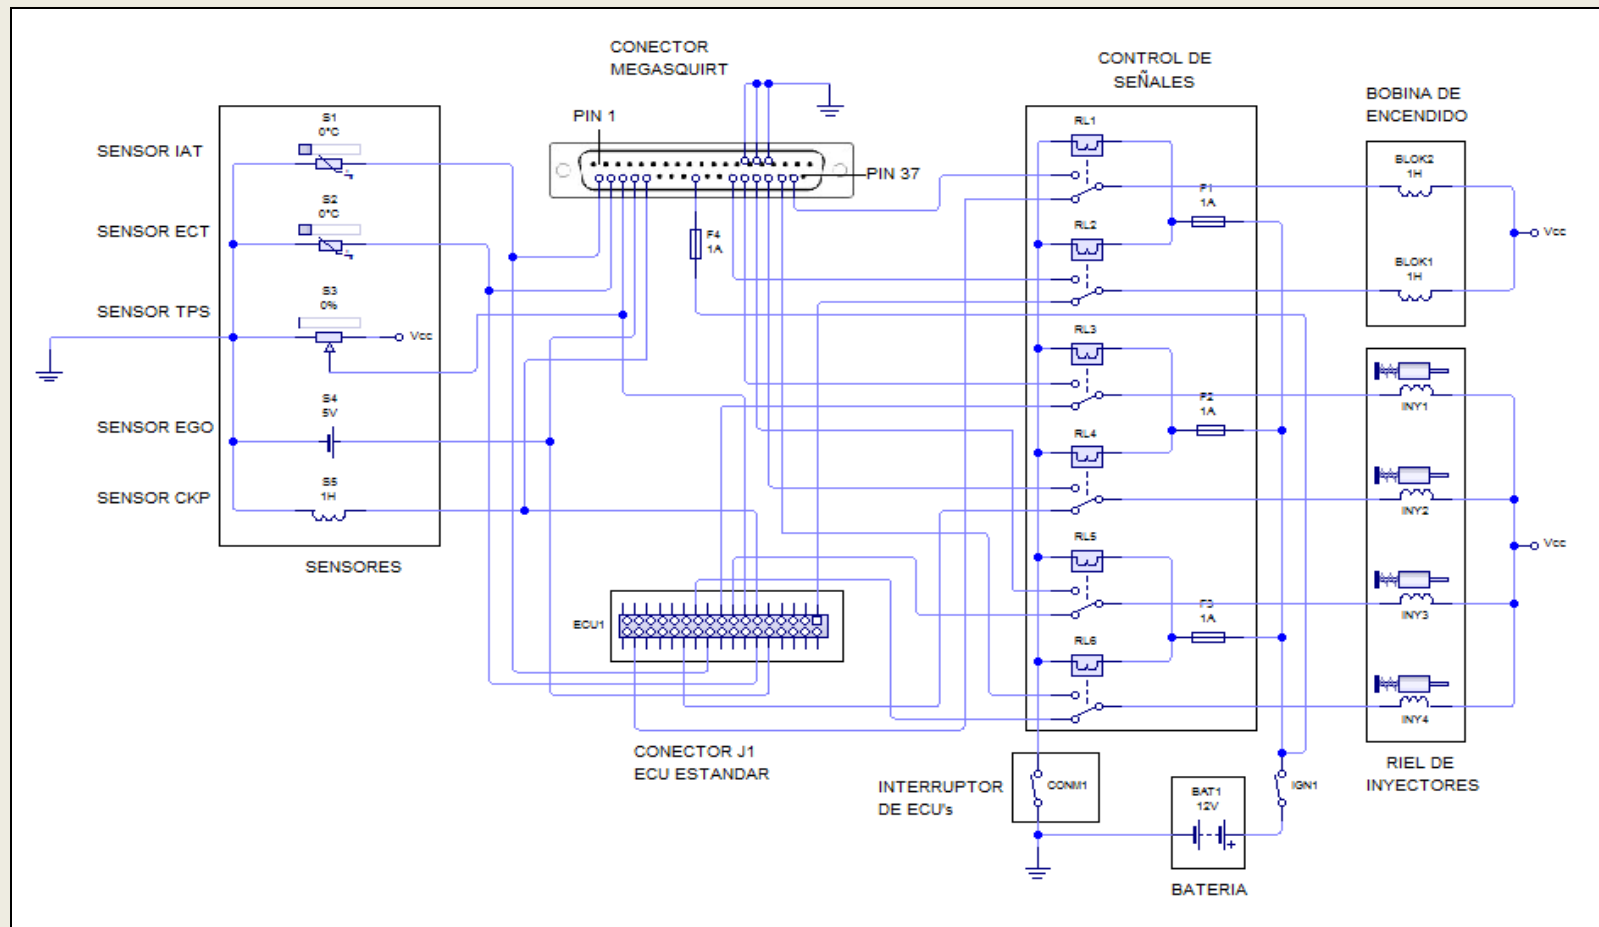 CONECTOR
MEGASQUIRT
CONTROL DE
SEÑALES
BOBINA DE
ENCENDIDO
PIN 1
PIN 37
SENSOR IAT
S1
0°C
SENSOR ECT
S2
0°C
SENSOR TPS
S3
0%
Vcc
SENSOR EGO
S4
5V
SENSOR CKP
S5
1H
SENSORES
F4
1A
RL1
RL2
RL3
RL4
RL5
RL6
F1
1A
F2
1A
F3
1A
BLOK2
1H
BLOK1
1H
Vcc
INY1
INY2
INY3
INY4
Vcc
RIEL DE
INYECTORES
ECU1
CONECTOR J1
ECU ESTANDAR
INTERRUPTOR
DE ECU's
CONM1
BAT1
12V
+
IGN1
BATERIA